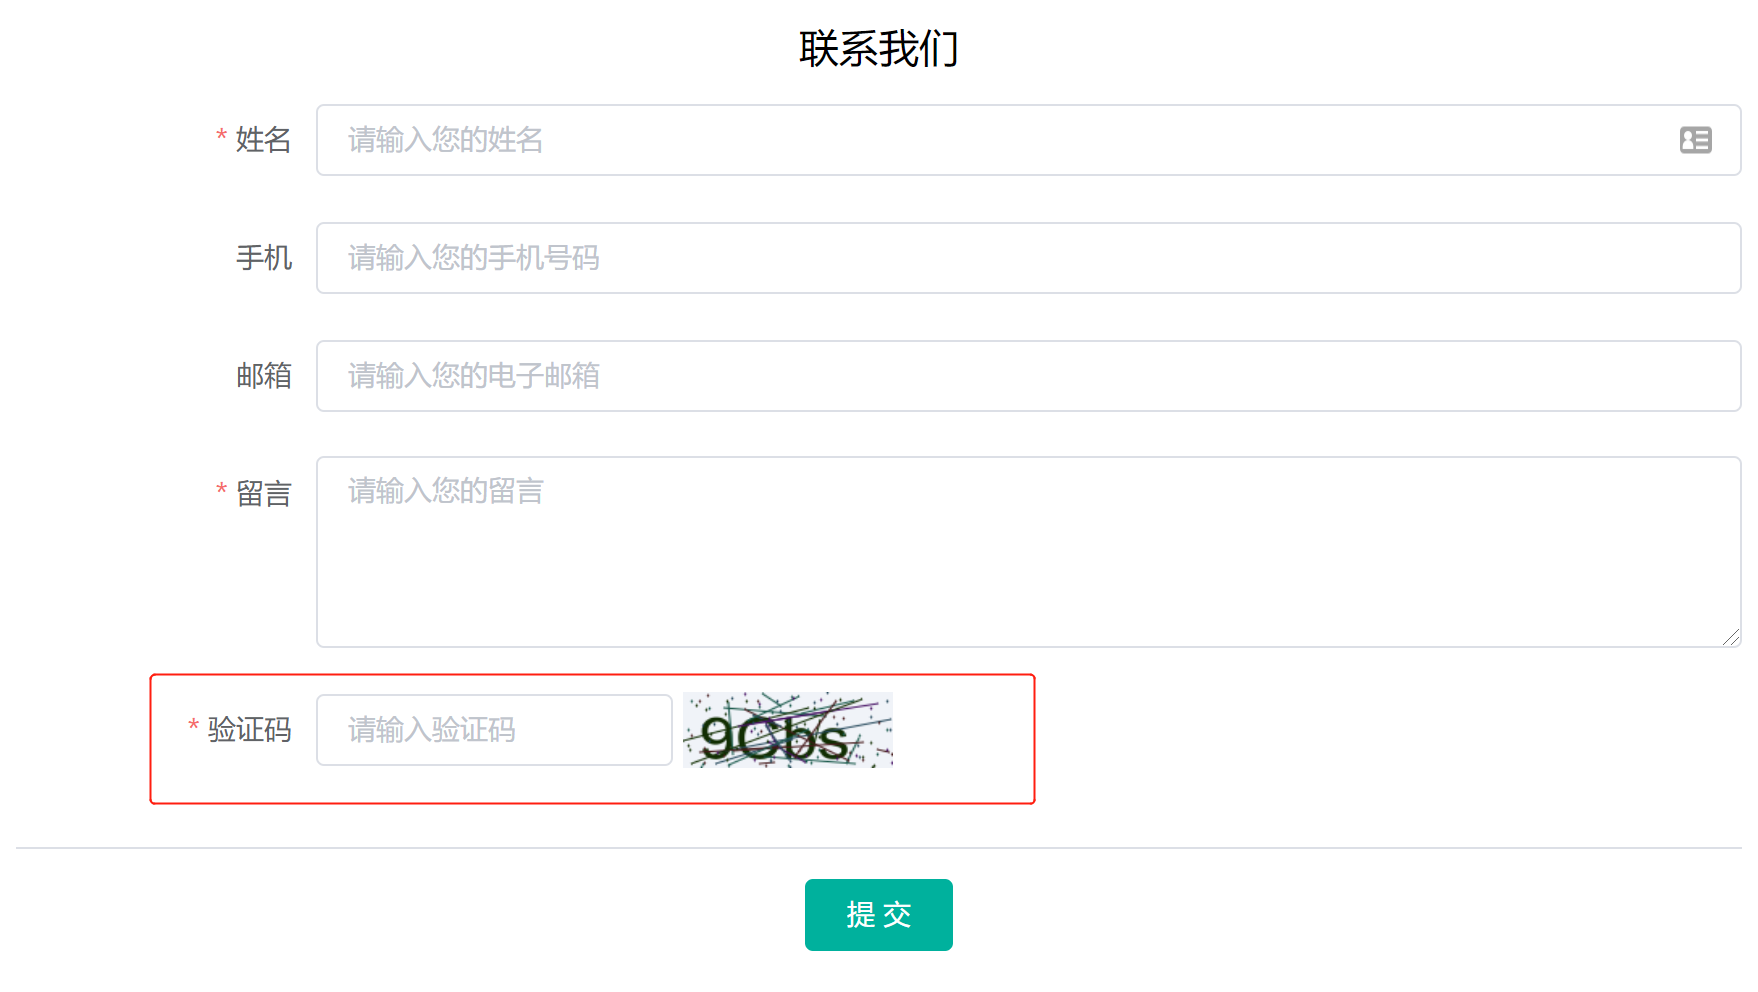 联系我们
* 姓名 请输入您的姓名
手机 请输入您的手机号码
邮箱 请输入您的电子邮箱
* 留言 请输入您的留言
* 验证码 请输入验证码 9Cbs
提 交